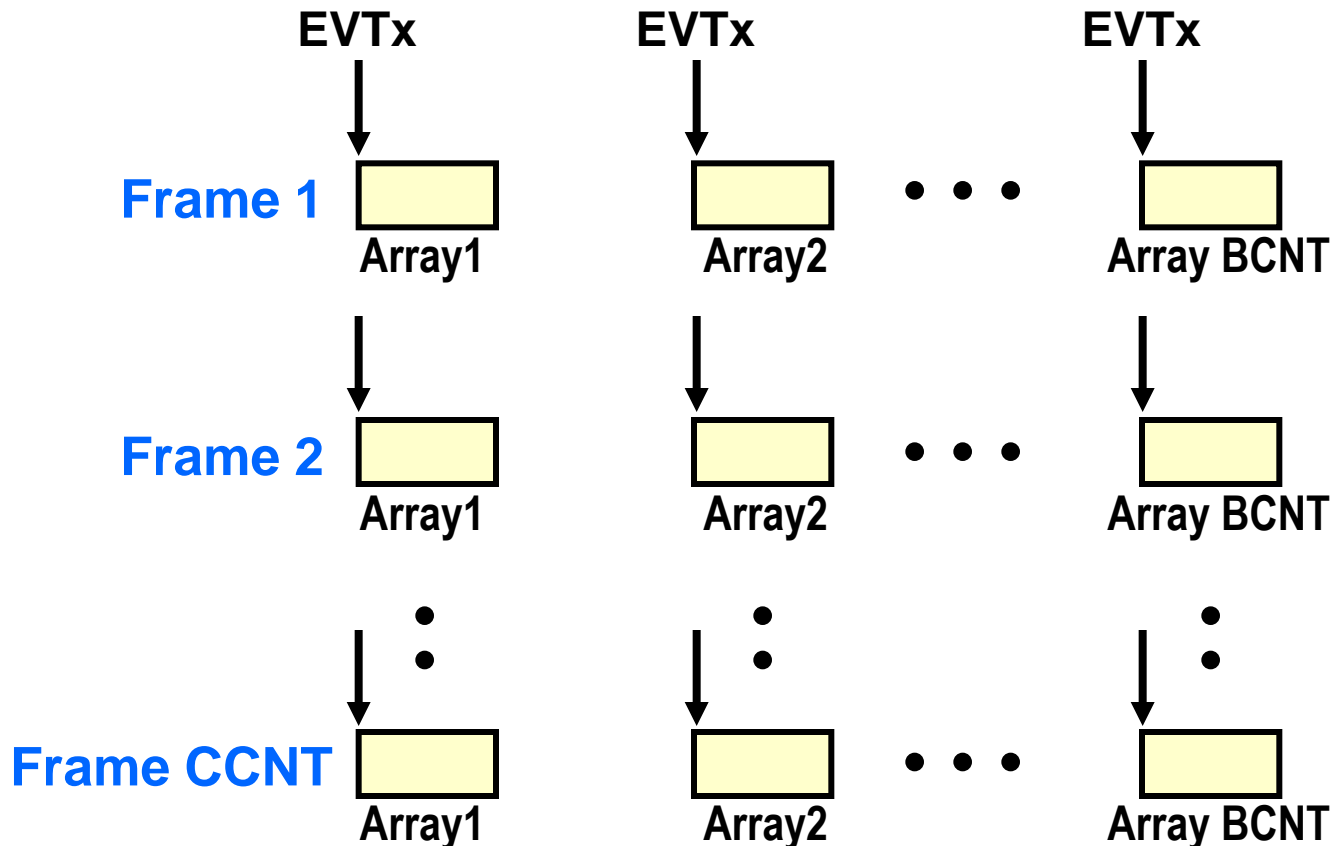 EVTx EVTx EVTx
Frame 1
Array1 Array2 Array BCNT
Frame 2
Array1 Array2 Array BCNT
Frame CCNT
Array1 Array2 Array BCNT